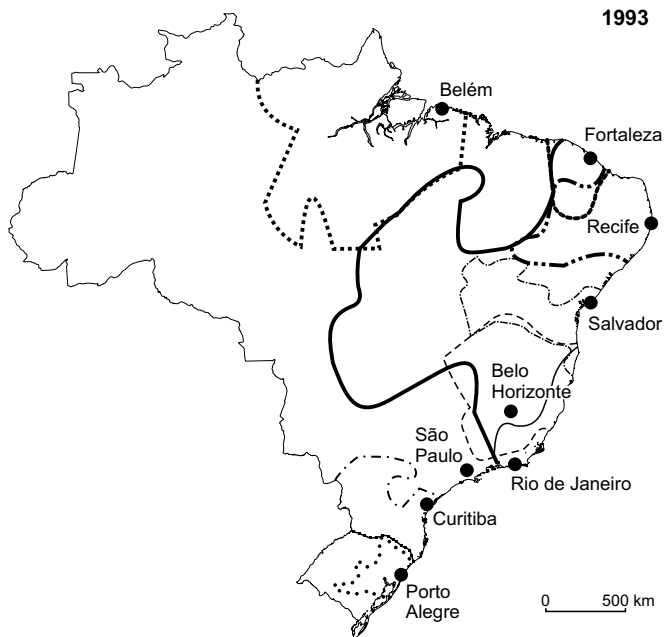 1993
Belém
Fortaleza
Recife
Salvador
Belo
Horizonte
São
Paulo
Rio de Janeiro
Curitiba
Porto
Alegre
0 500 km